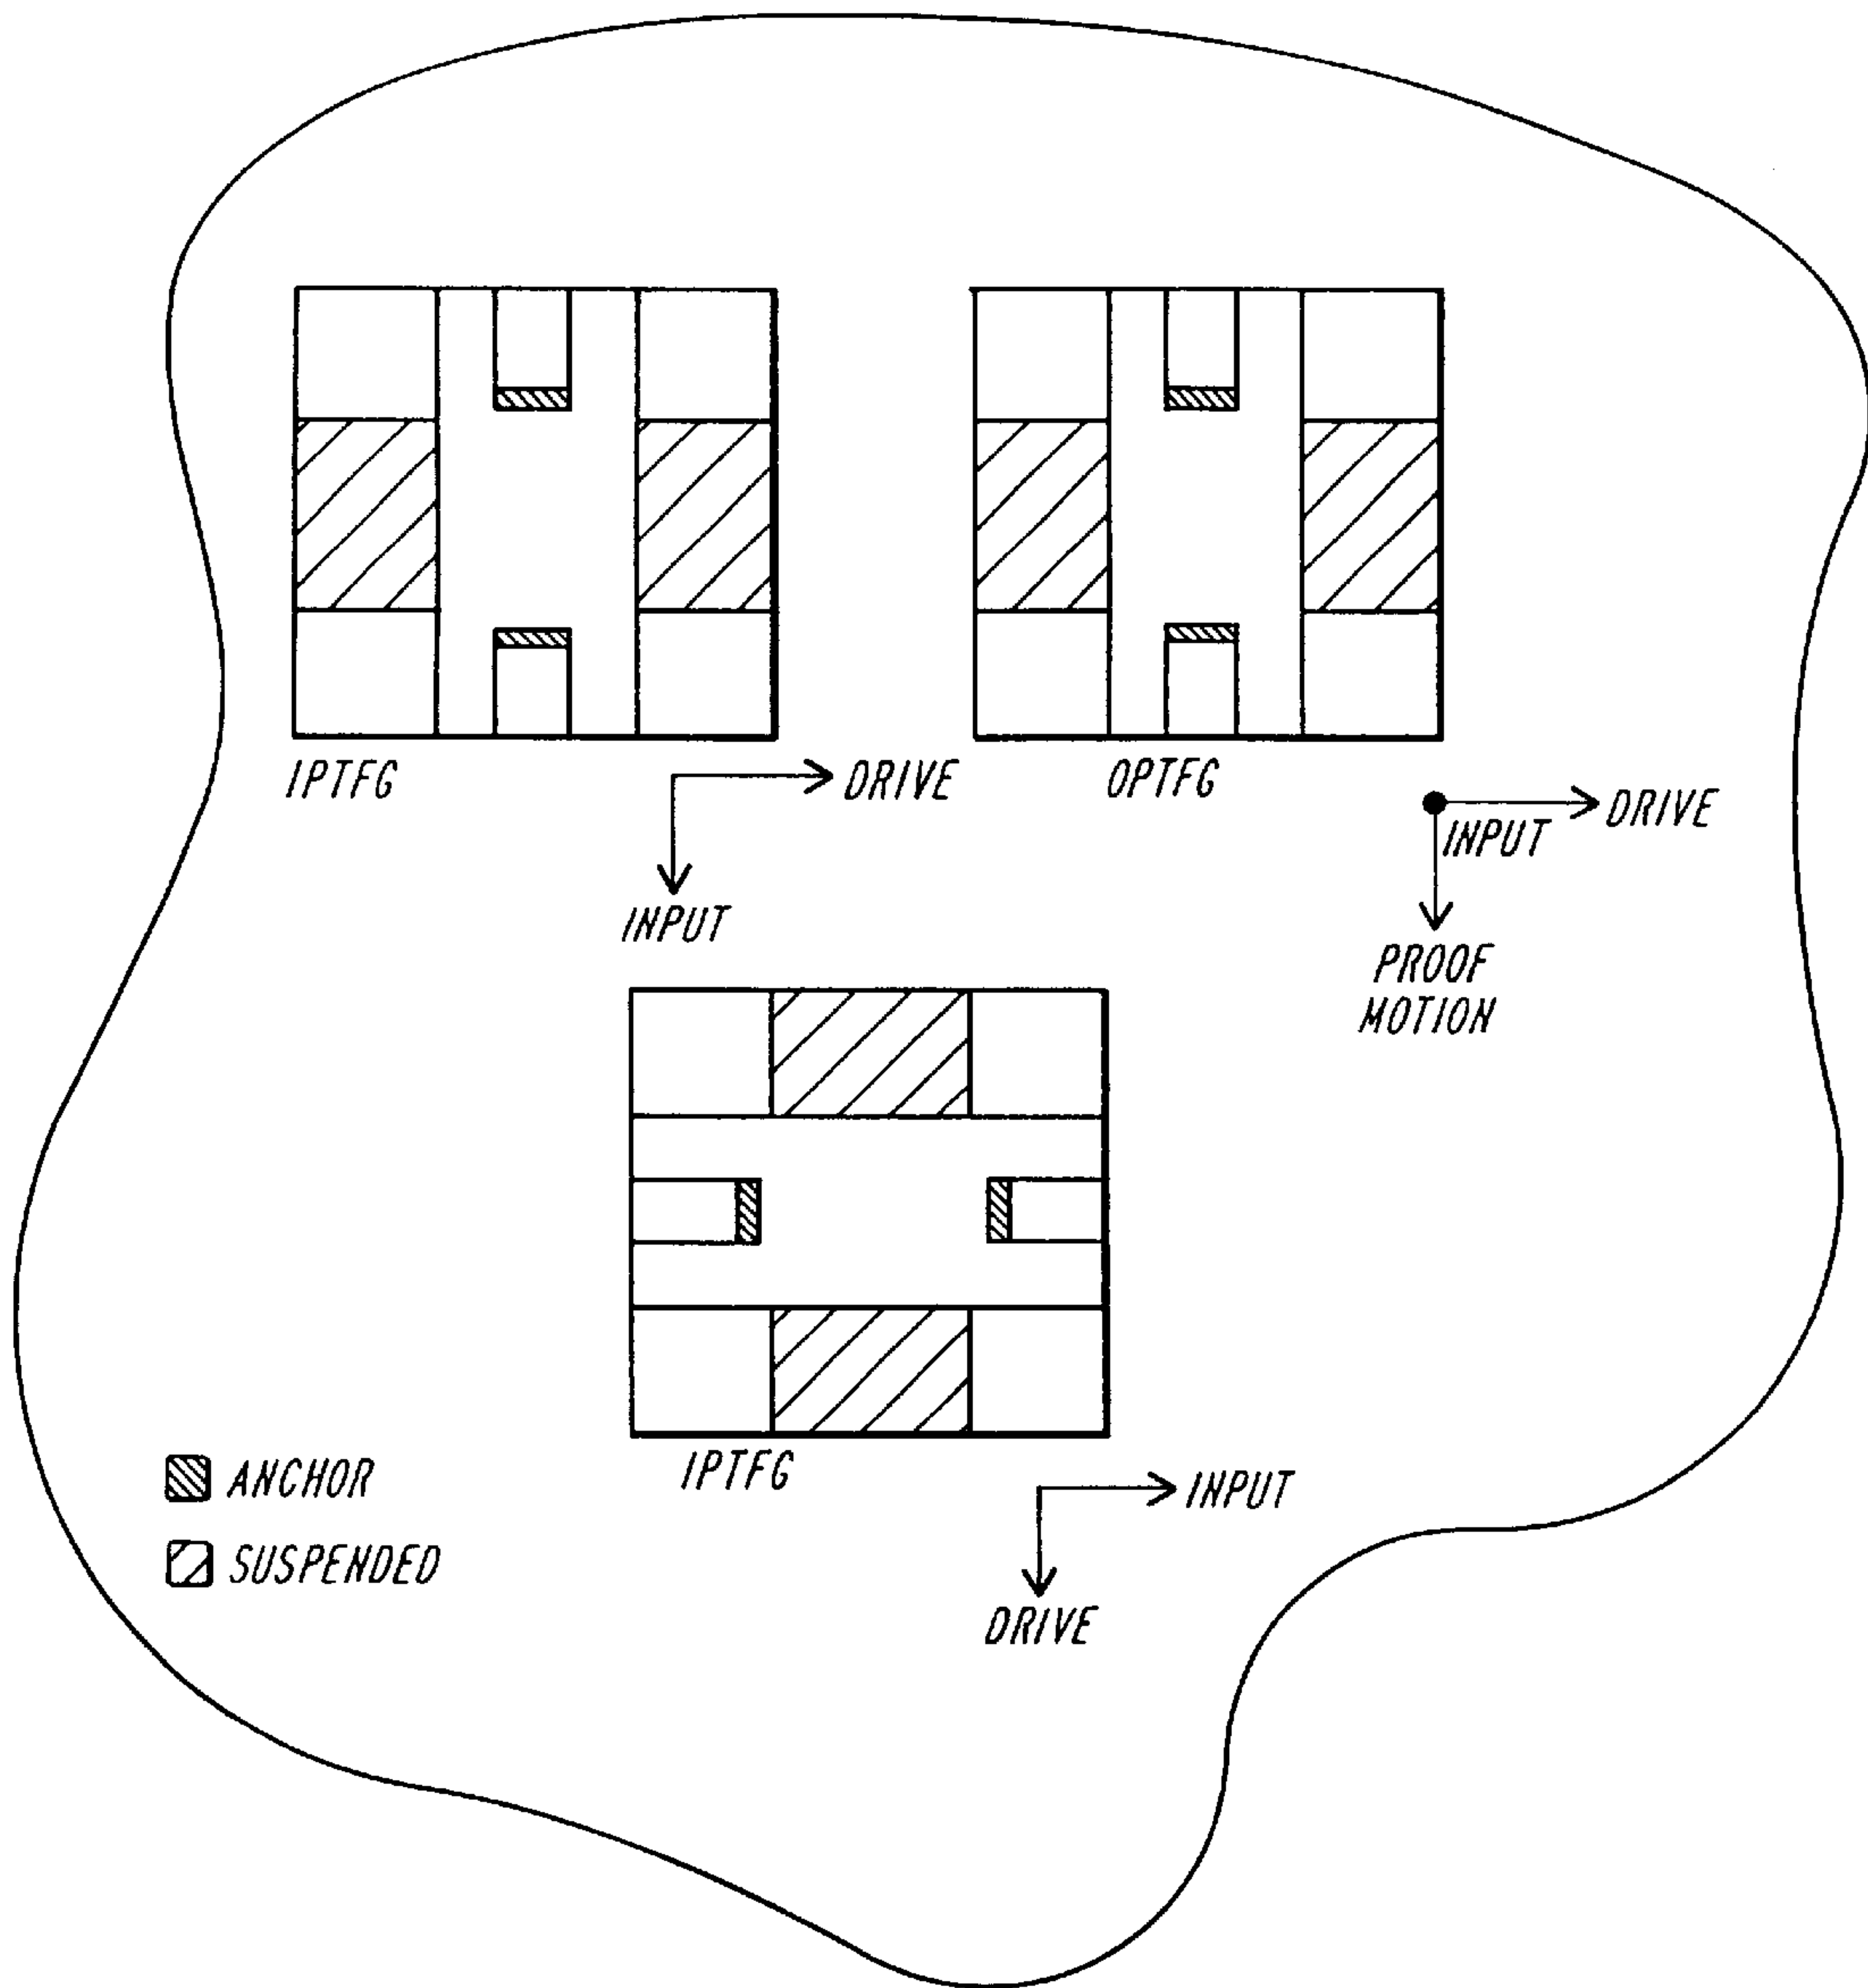 IPTFG
DRIVE
INPUT
OPTFG
DRIVE
INPUT
PROOF
MOTION
IPTFG
INPUT
DRIVE
ANCHOR
SUSPENDED